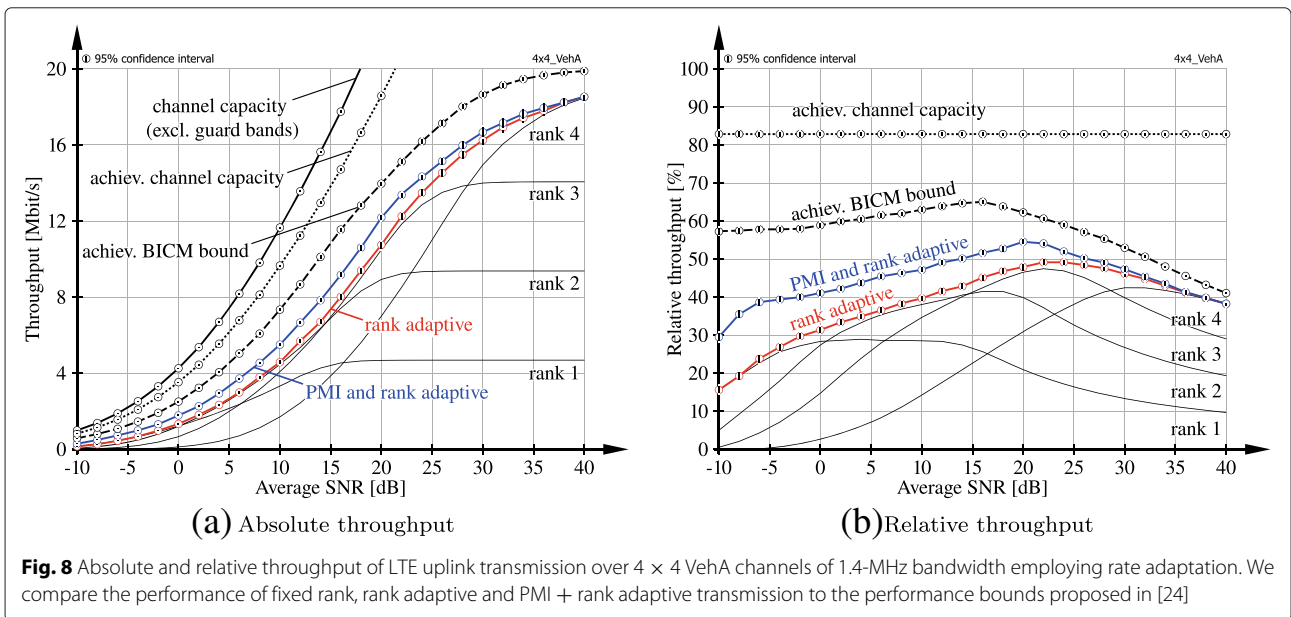 95% confidence interval
4x4_VehA
20
16
12
8
4
0
Throughput [Mbit/s]
channel capacity
(excl. guard bands)
achiev. channel capacity
achiev. BICM bound
rank adaptive
PMI and rank adaptive
rank 4
rank 3
rank 2
rank 1
-10 -5 0 5 10 15 20 25 30 35 40
Average SNR [dB]
(a) Absolute throughput
95% confidence interval
4x4_VehA
100
90
80
70
60
50
40
30
20
10
0
Relative throughput [%]
achiev. channel capacity
achiev. BICM bound
PMI and rank adaptive
rank adaptive
rank 4
rank 3
rank 2
rank 1
-10 -5 0 5 10 15 20 25 30 35 40
Average SNR [dB]
(b) Relative throughput
Fig. 8 Absolute and relative throughput of LTE uplink transmission over 4 × 4 VehA channels of 1.4-MHz bandwidth employing rate adaptation. We
compare the performance of fixed rank, rank adaptive and PMI + rank adaptive transmission to the performance bounds proposed in [24]